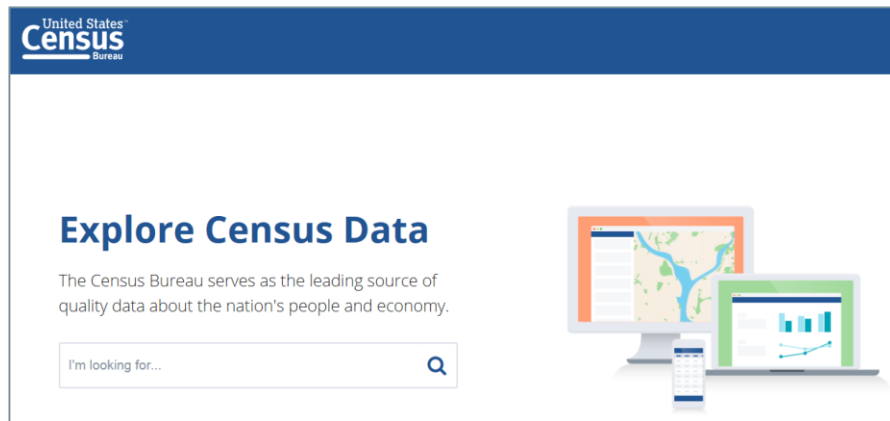 United States™
Census
Bureau
Explore Census Data
The Census Bureau serves as the leading source of
quality data about the nation's people and economy.
I'm looking for...